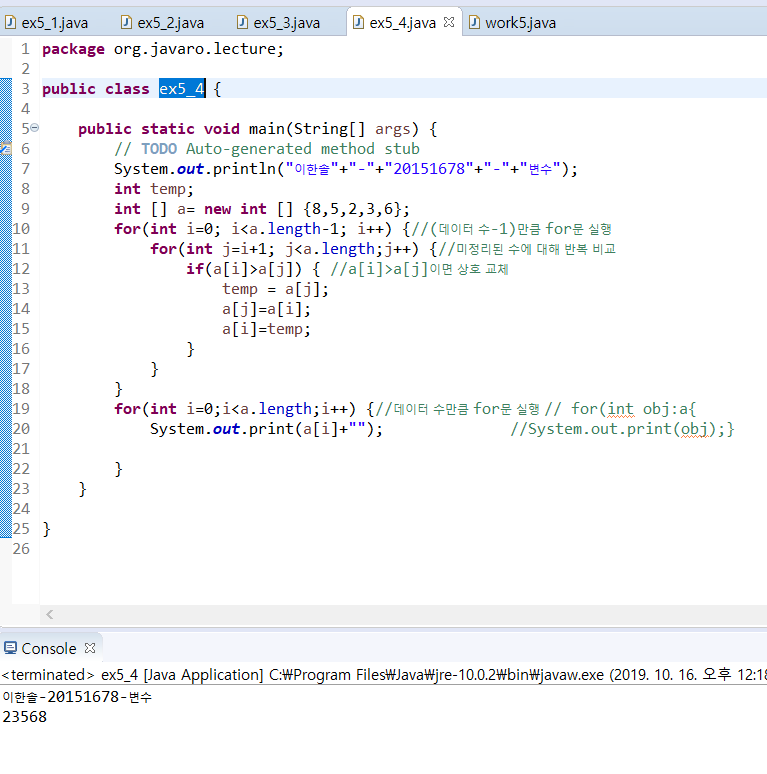 ex5_1.java ex5_2.java ex5_3.java ex5_4.java work5.java
1 package org.javaro.lecture;
2
3 public class ex5_4 {
4
5 public static void main(String[] args) {
6 // TODO Auto-generated method stub
7 System.out.println("이한솔"+"-"+"20151678"+"-"+"변수");
8 int temp;
9 int [] a= new int [] {8,5,2,3,6};
10 for(int i=0; i<a.length-1; i++) {//(데이터 수-1)만큼 for문 실행
11 for(int j=i+1; j<a.length;j++) {//미정리된 수에 대해 반복 비교
12 if(a[i]>a[j]) { //a[i]>a[j]이면 상호 교체
13 temp = a[j];
14 a[j]=a[i];
15 a[i]=temp;
16 }
17 }
18 }
19 for(int i=0;i<a.length;i++) {//데이터 수만큼 for문 실행 // for(int obj:a{
20 System.out.print(a[i]+""); //System.out.print(obj);}
21
22 }
23 }
24
25 }
26
Console
<terminated> ex5_4 [Java Application] C:₩Program Files₩Java₩jre-10.0.2₩bin₩javaw.exe (2019. 10. 16. 오후 12:18
이한솔-20151678-변수
23568